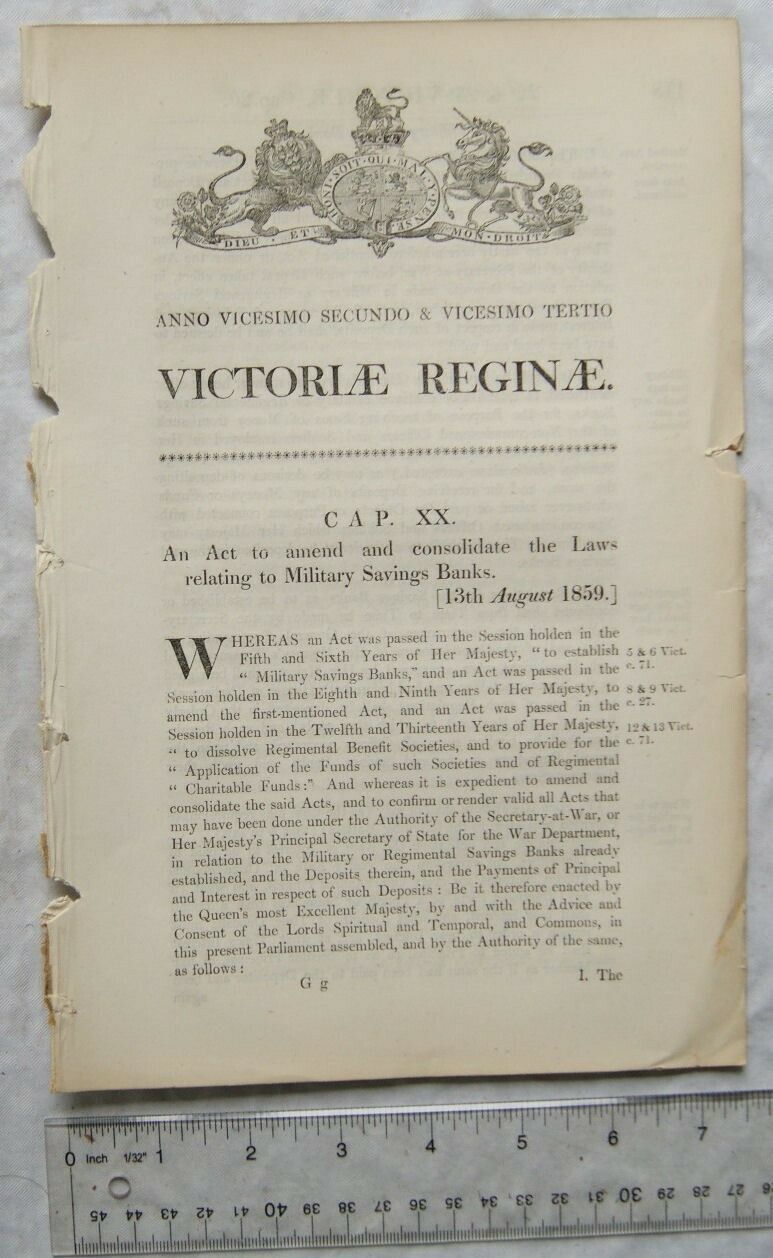 HONI · SOIT · QUI · MAL · Y · PENSE
DIEU · ET · MON · DROIT
ANNO VICESIMO SECUNDO & VICESIMO TERTIO
VICTORIÆ REGINÆ.
CAP. XX.
An Act to amend and consolidate the Laws
relating to Military Savings Banks.
[13th August 1859.]
WHEREAS an Act was passed in the Session holden in the
Fifth and Sixth Years of Her Majesty, "to establish 5 & 6 Vict.
" Military Savings Banks," and an Act was passed in the c. 71.
Session holden in the Eighth and Ninth Years of Her Majesty, to 8 & 9 Vict.
amend the first-mentioned Act, and an Act was passed in the c. 27.
Session holden in the Twelfth and Thirteenth Years of Her Majesty, 12 & 13 Vict.
" to dissolve Regimental Benefit Societies, and to provide for the c. 71.
" Application of the Funds of such Societies and of Regimental
" Charitable Funds:" And whereas it is expedient to amend and
consolidate the said Acts, and to confirm or render valid all Acts that
may have been done under the Authority of the Secretary-at-War, or
Her Majesty's Principal Secretary of State for the War Department,
in relation to the Military or Regimental Savings Banks already
established, and the Deposits therein, and the Payments of Principal
and Interest in respect of such Deposits: Be it therefore enacted by
the Queen's most Excellent Majesty, by and with the Advice and
Consent of the Lords Spiritual and Temporal, and Commons, in
this present Parliament assembled, and by the Authority of the same,
as follows:
G g 1. The
0 Inch 1/32" 1 2 3 4 5 6 7
45 44 43 42 41 40 39 38 37 36 35 34 33 32 31 30 29 28 27 26